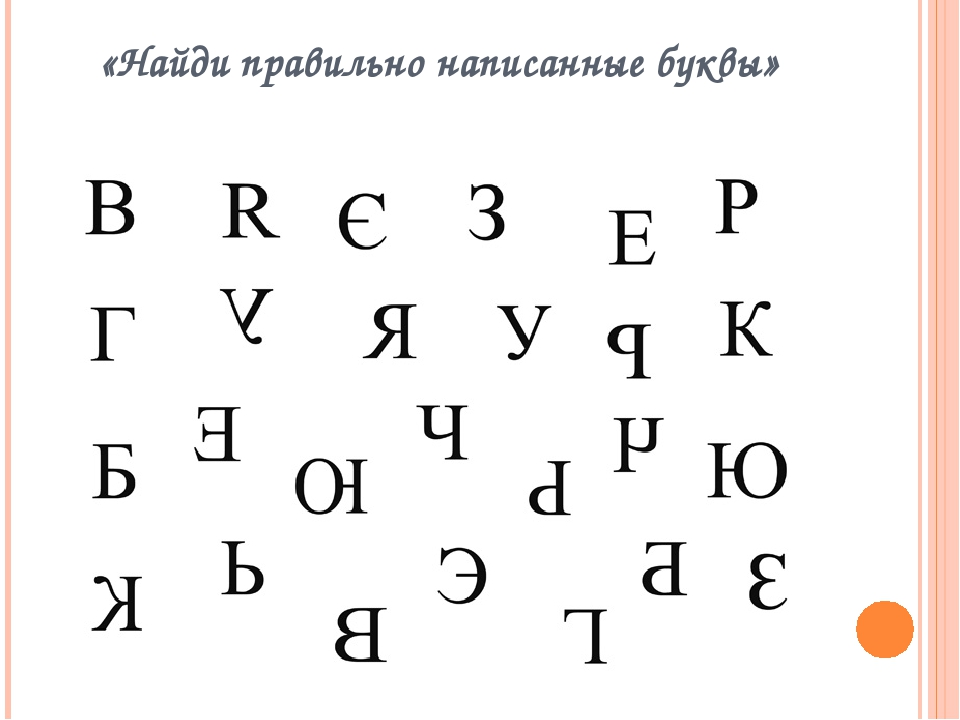 «Найди правильно написанные буквы»
В R Є З Е Р
Г У Я У Ь К
Б Е Ч Ю Р Ч Ю
К Ь В Э Г Р З